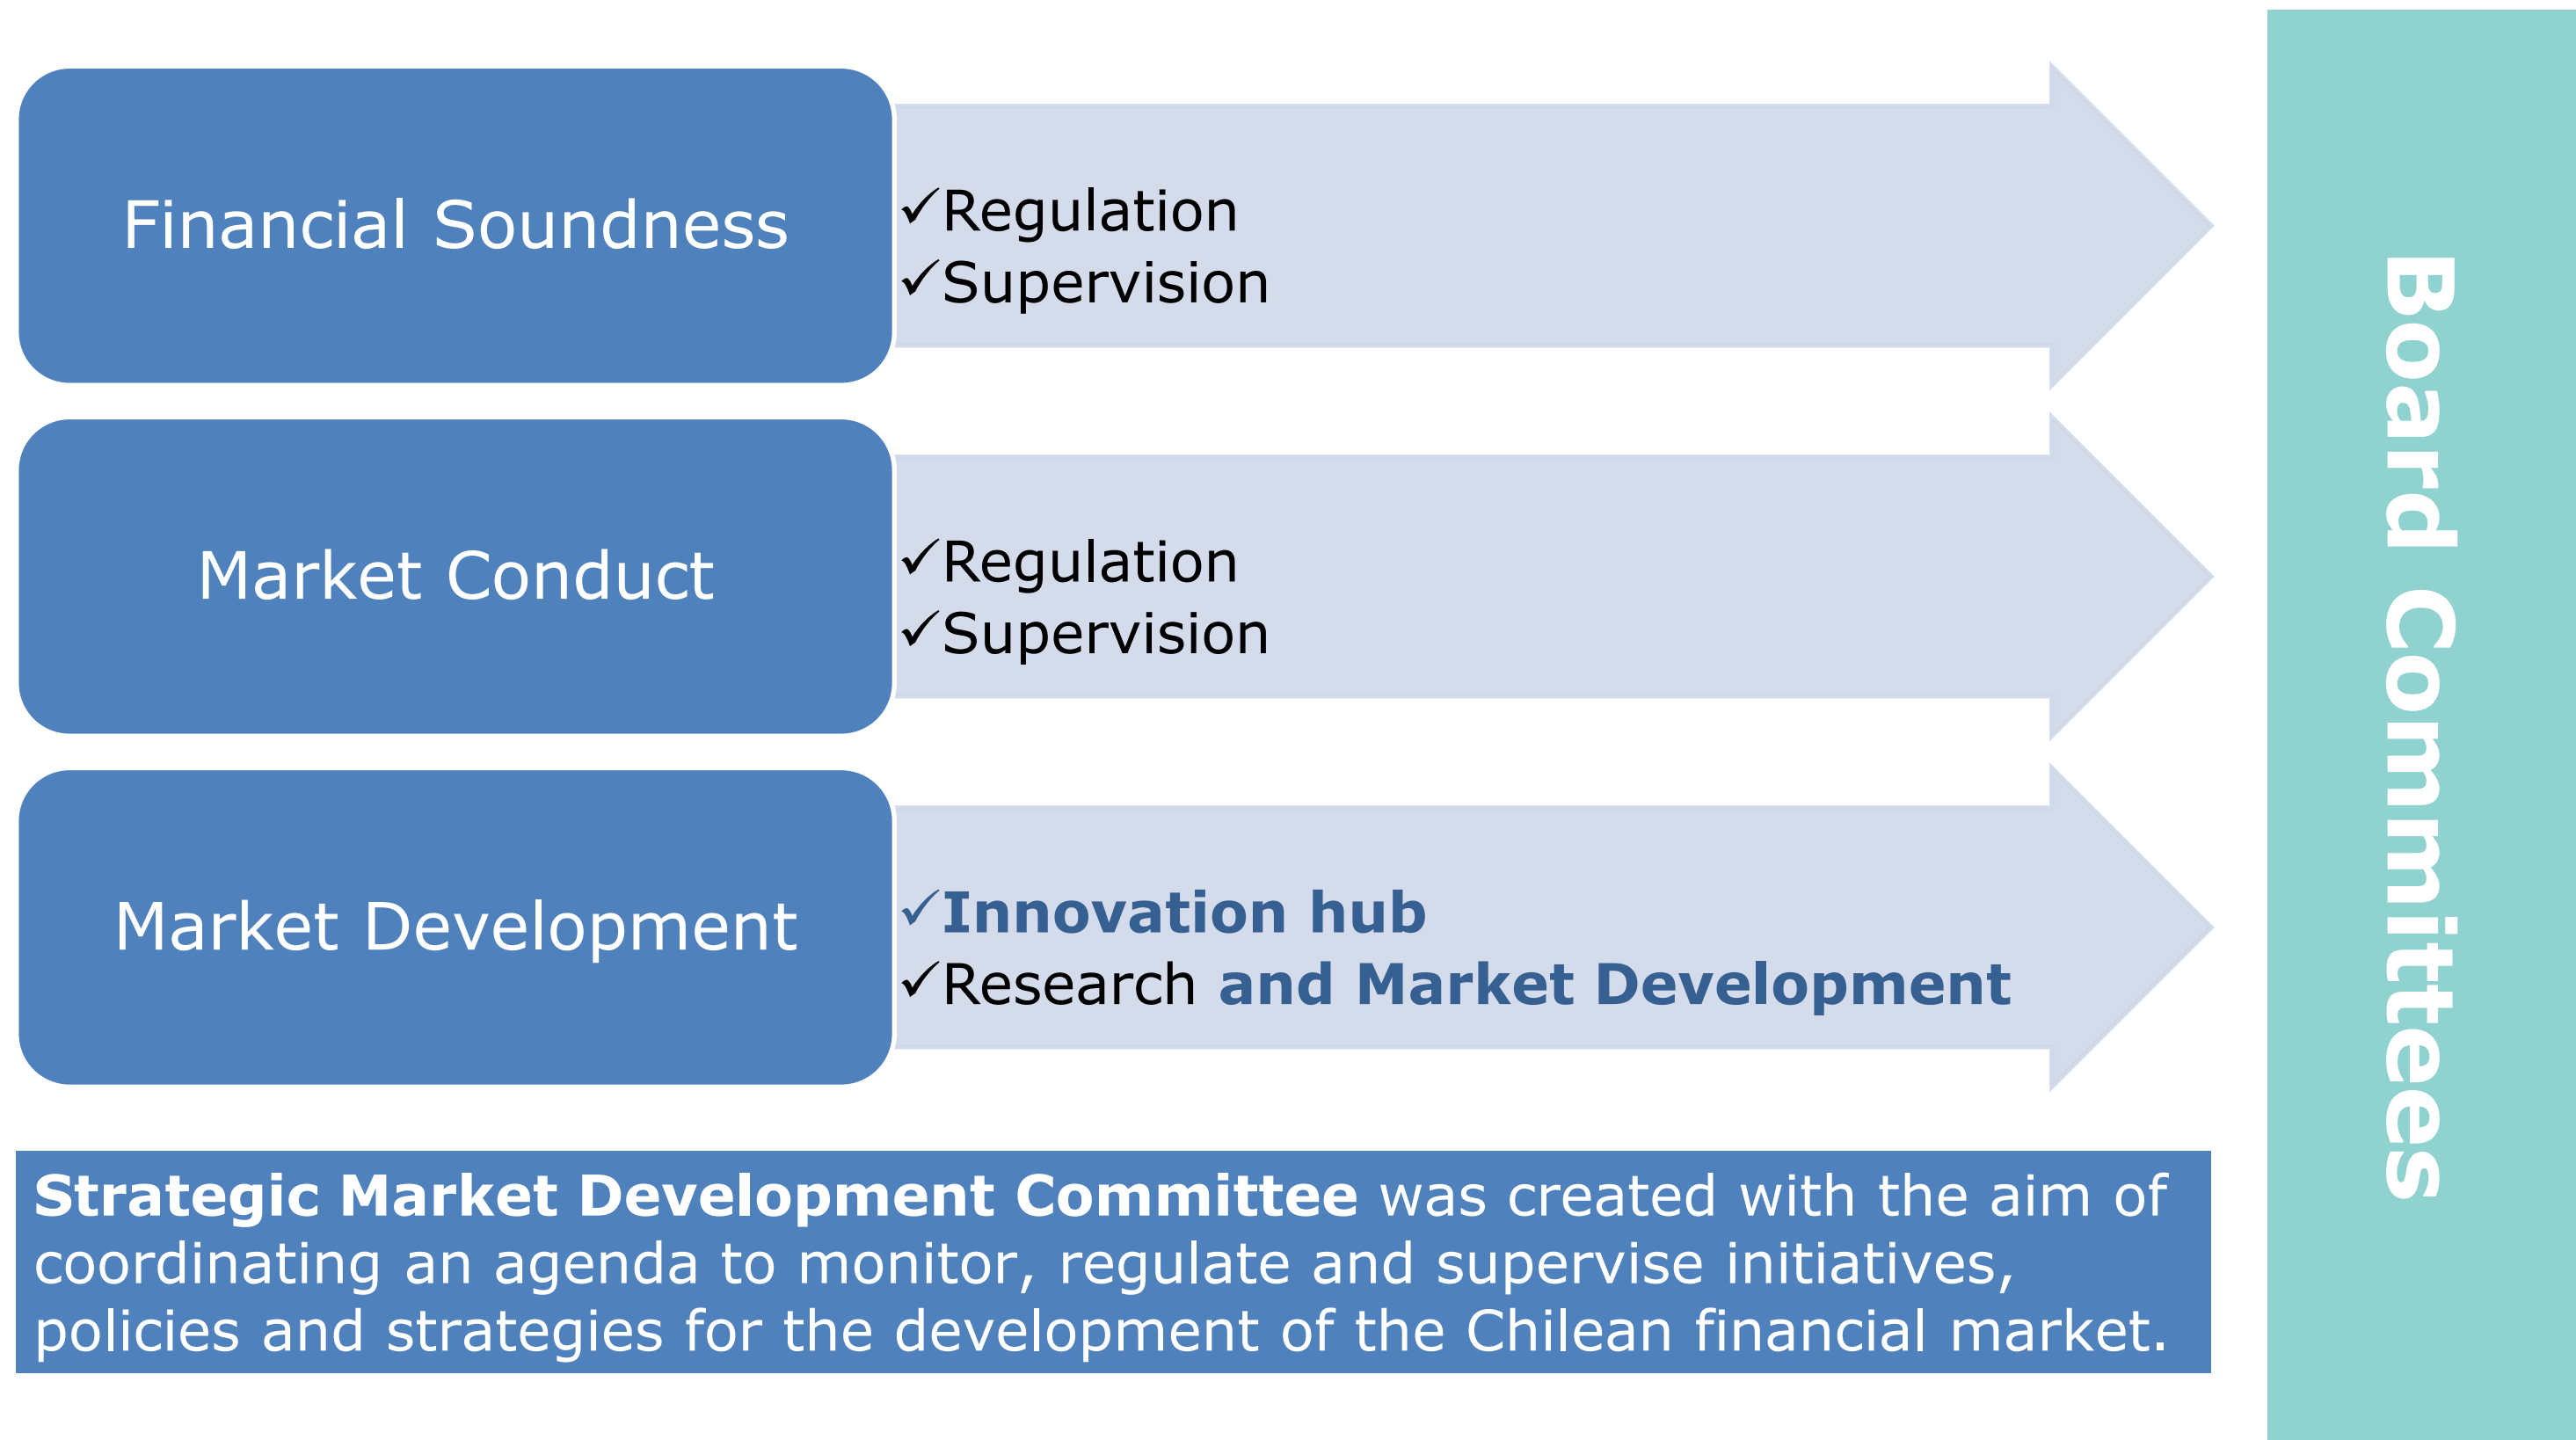 Financial Soundness
✓Regulation
✓Supervision
Market Conduct
✓Regulation
✓Supervision
Market Development
✓Innovation hub
✓Research and Market Development
Strategic Market Development Committee was created with the aim of
coordinating an agenda to monitor, regulate and supervise initiatives,
policies and strategies for the development of the Chilean financial market.
Board Committees